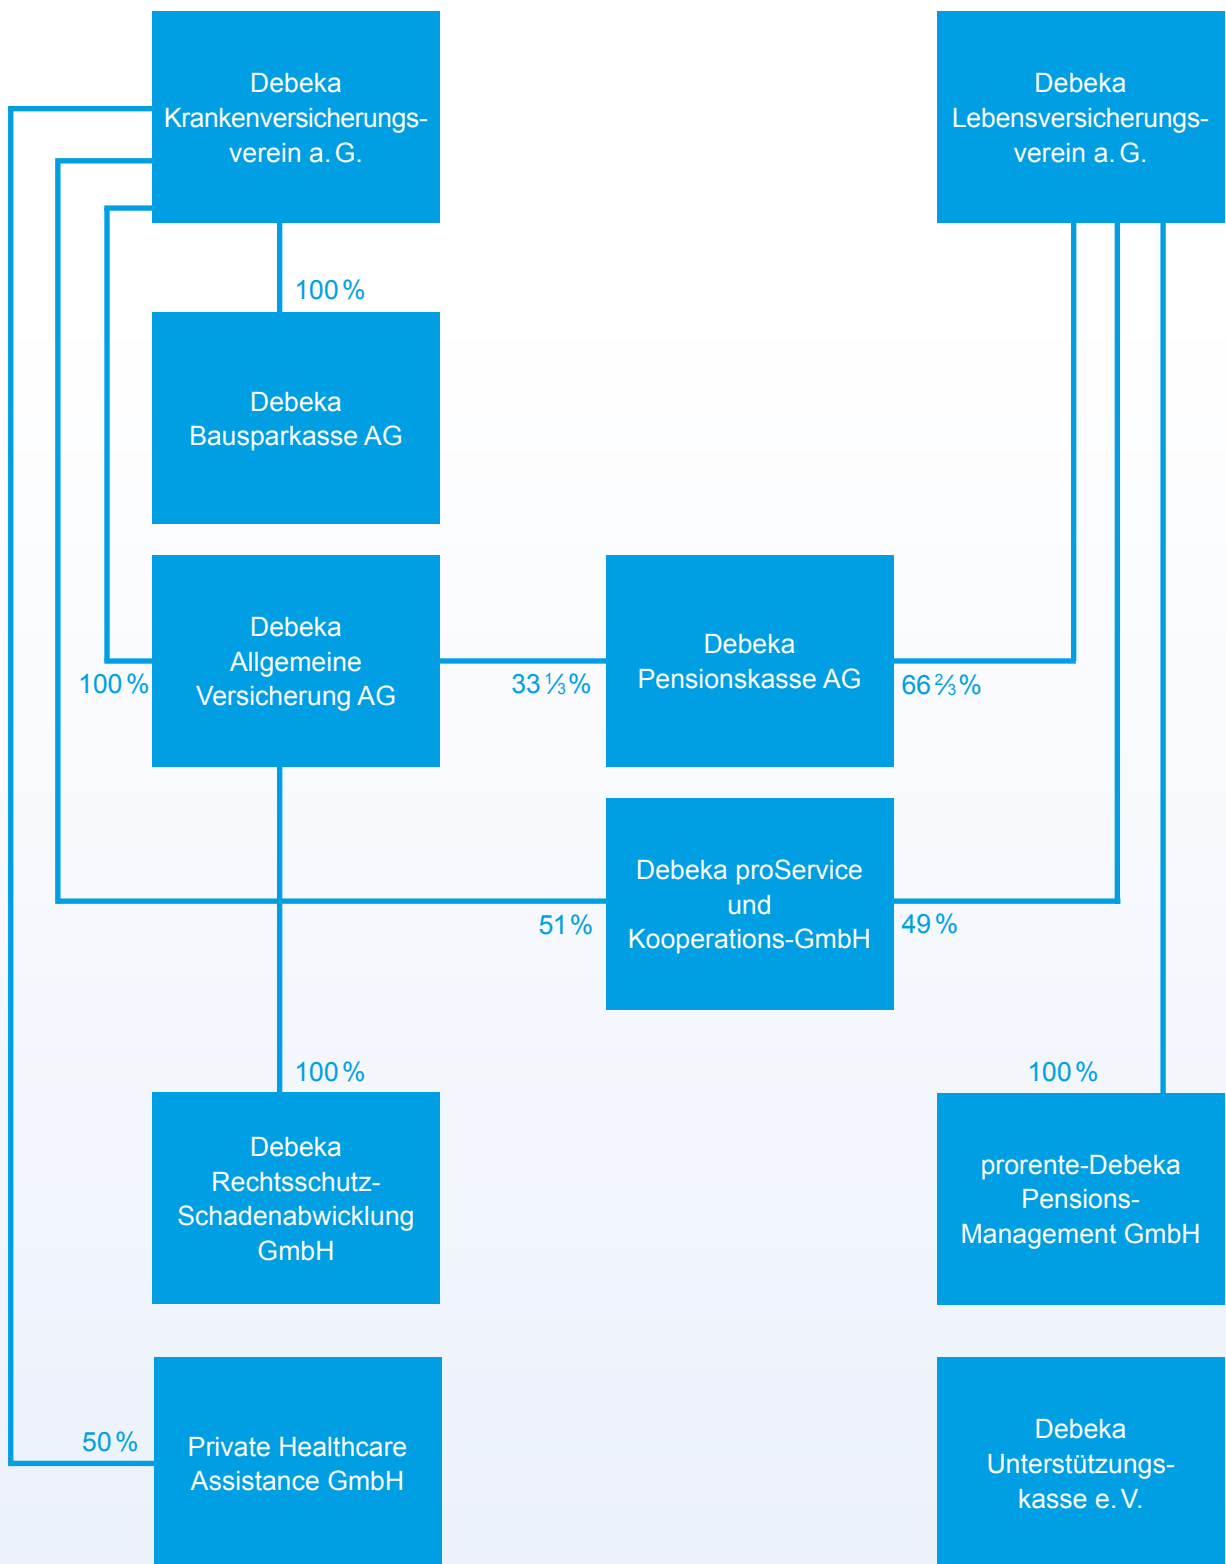 Debeka
Krankenversicherungs-
verein a. G.
Debeka
Lebensversicherungs-
verein a. G.
100 %
Debeka
Bausparkasse AG
Debeka
Allgemeine
Versicherung AG
100 %
33 ⅓ %
Debeka
Pensionskasse AG
66 ⅔ %
Debeka proService
und
Kooperations-GmbH
51 %
49 %
100 %
Debeka
Rechtsschutz-
Schadenabwicklung
GmbH
100 %
prorente-Debeka
Pensions-
Management GmbH
50 %
Private Healthcare
Assistance GmbH
Debeka
Unterstützungs-
kasse e. V.